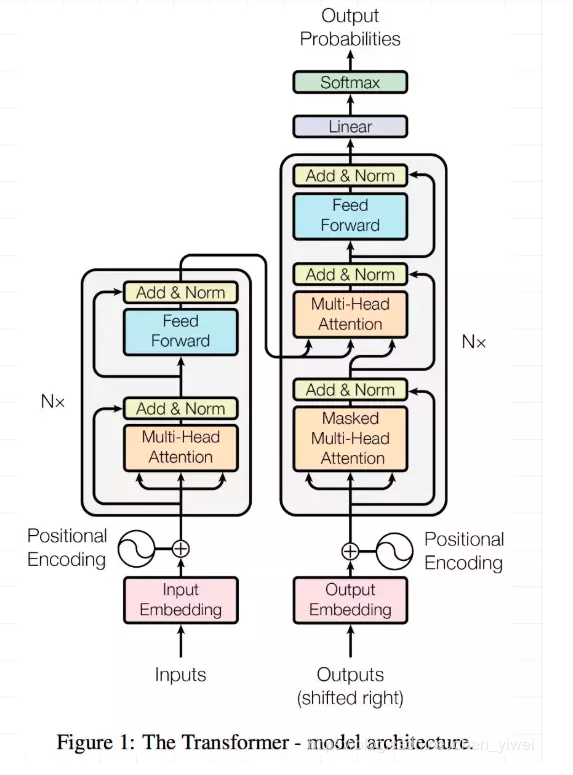 Output
Probabilities
Softmax
Linear
Add & Norm
Feed
Forward
Add & Norm
Multi-Head
Attention
Add & Norm
Masked
Multi-Head
Attention
Nx
Add & Norm
Feed
Forward
Add & Norm
Multi-Head
Attention
Nx
Positional
Encoding
Positional
Encoding
Input
Embedding
Output
Embedding
Inputs
Outputs
(shifted right)
Figure 1: The Transformer - model architecture.